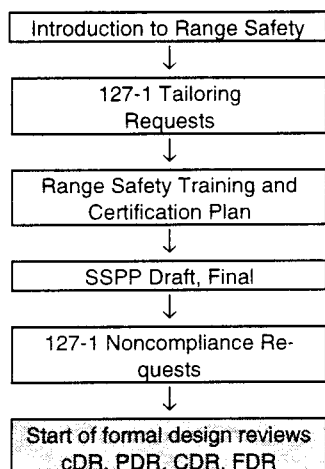 Introduction to Range Safety
127-1 Tailoring
Requests
Range Safety Training and
Certification Plan
SSPP Draft, Final
127-1 Noncompliance Re-
quests
Start of formal design reviews
cDR, PDR, CDR, FDR